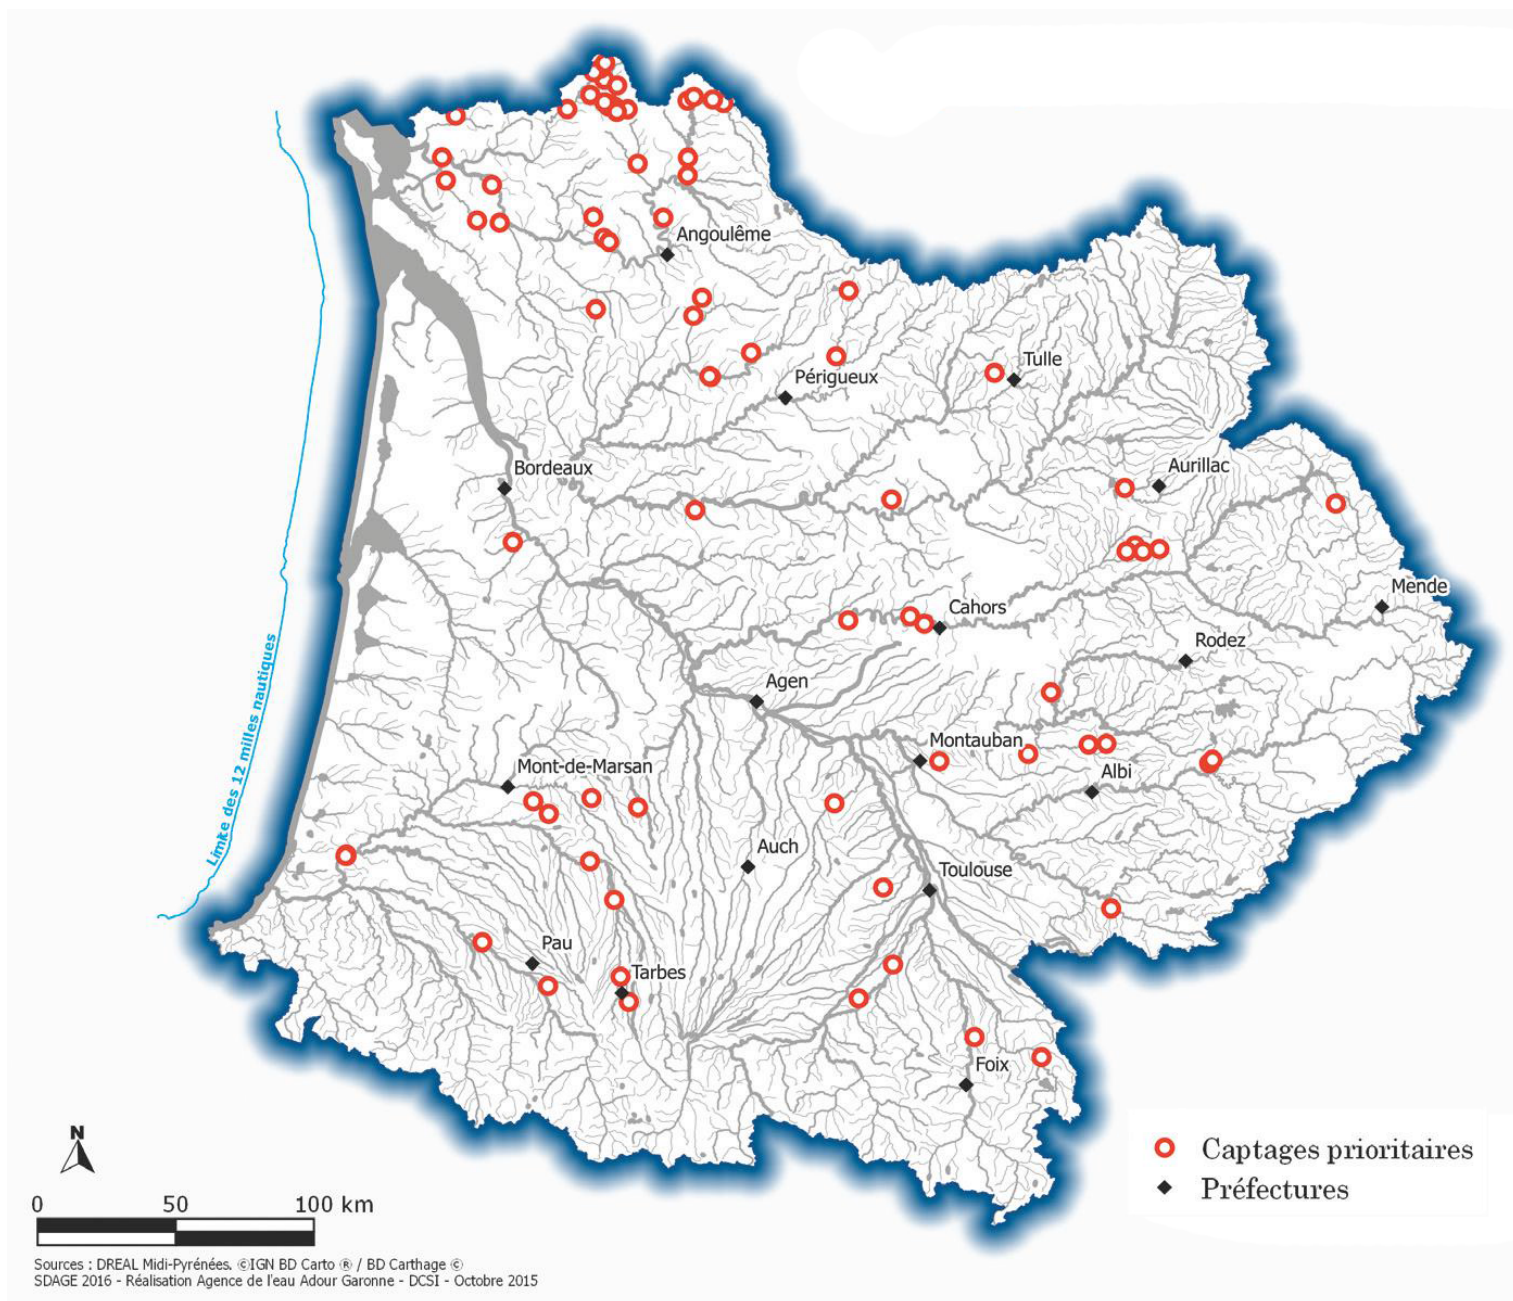 Angoulême
Tulle
Périgueux
Bordeaux
Aurillac
Mende
Cahors
Rodez
Agen
Montauban
Albi
Mont-de-Marsan
Auch
Toulouse
Pau
Tarbes
Foix
Limite des 12 milles nautiques
N
0 50 100 km
Captages prioritaires
Préfectures
Sources : DREAL Midi-Pyrénées. ©IGN BD Carto ® / BD Carthage ©
SDAGE 2016 - Réalisation Agence de l'eau Adour Garonne - DCSI - Octobre 2015